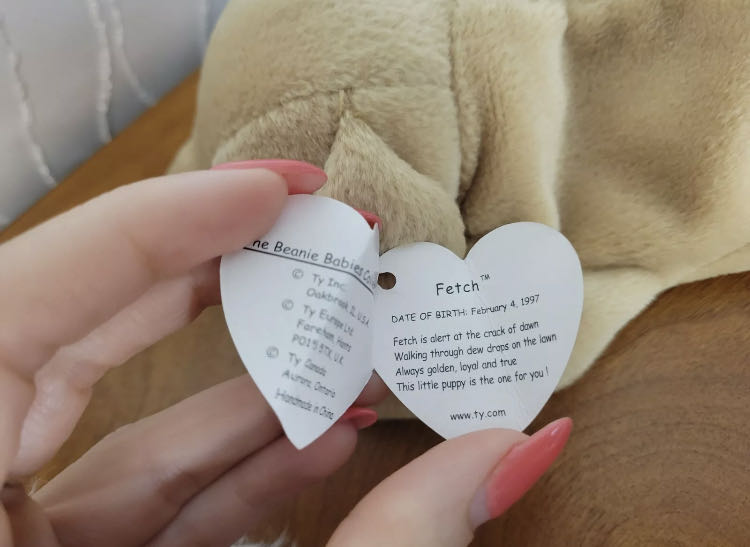 he Beanie Babies Co
© Ty Inc.
Oakbrook, IL. U.S.A.
© Ty Europe Ltd.
Fareham, Hants
PO15 5TX, U.K.
© Ty Canada
Aurora, Ontario
Handmade in China
Fetch™
DATE OF BIRTH: February 4, 1997
Fetch is alert at the crack of dawn
Walking through dew drops on the lawn
Always golden, loyal and true
This little puppy is the one for you !
www.ty.com